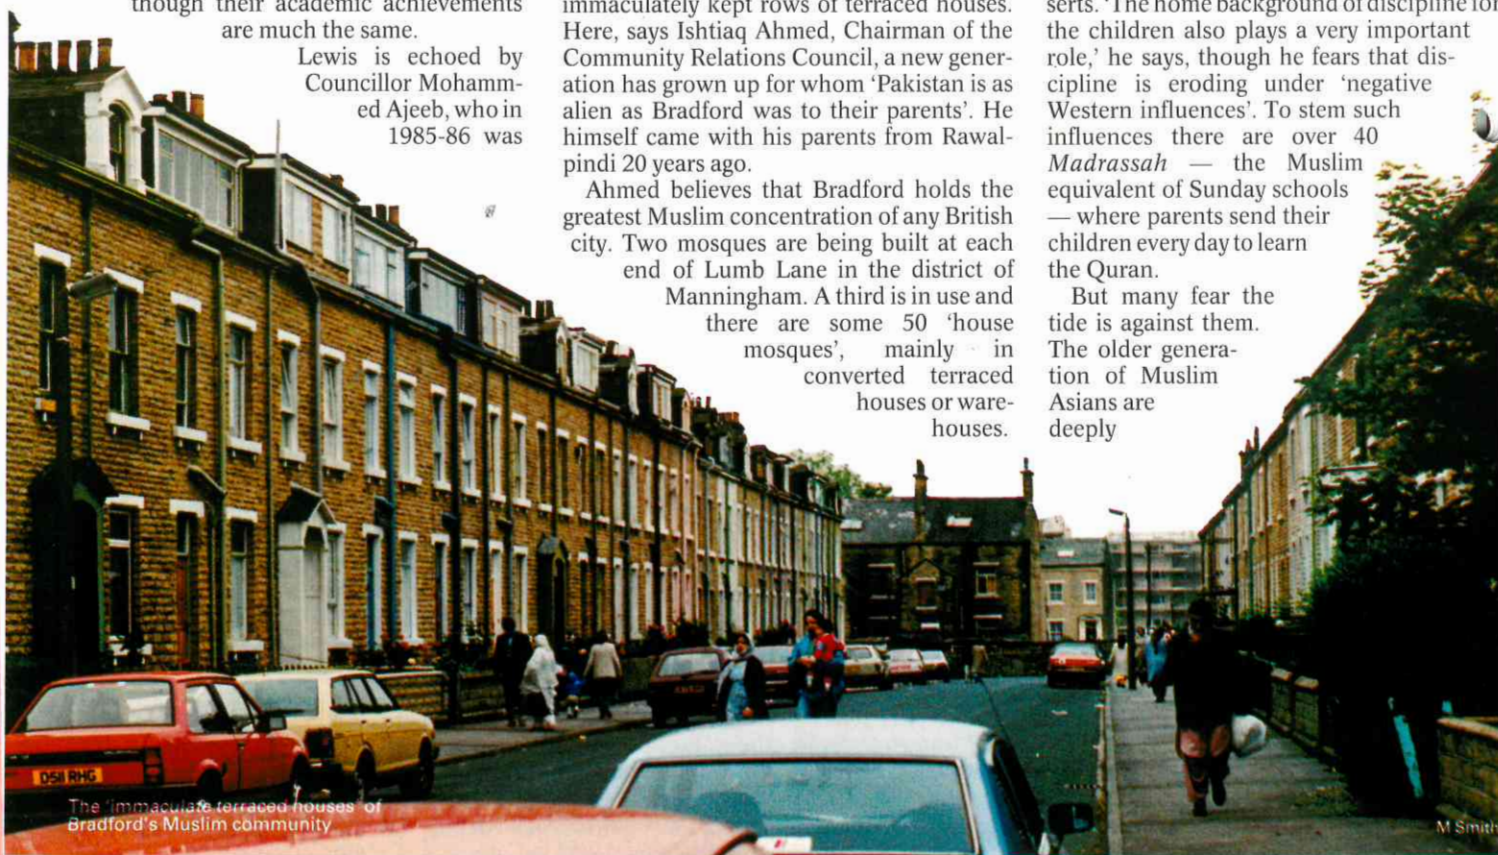 though their academic achievements
are much the same.
Lewis is echoed by
Councillor Mohamm-
ed Ajeeb, who in
1985-86 was
immaculately kept rows of terraced houses.
Here, says Ishtiaq Ahmed, Chairman of the
Community Relations Council, a new gener-
ation has grown up for whom ‘Pakistan is as
alien as Bradford was to their parents’. He
himself came with his parents from Rawal-
pindi 20 years ago.
Ahmed believes that Bradford holds the
greatest Muslim concentration of any British
city. Two mosques are being built at each
end of Lumb Lane in the district of
Manningham. A third is in use and
there are some 50 ‘house
mosques’, mainly in
converted terraced
houses or ware-
houses.
serts. ‘The home background of discipline for
the children also plays a very important
role,’ he says, though he fears that dis-
cipline is eroding under ‘negative
Western influences’. To stem such
influences there are over 40
Madrassah — the Muslim
equivalent of Sunday schools
— where parents send their
children every day to learn
the Quran.
But many fear the
tide is against them.
The older genera-
tion of Muslim
Asians are
deeply
D511 RHG
The ‘immaculate terraced houses’ of
Bradford's Muslim community
M Smith